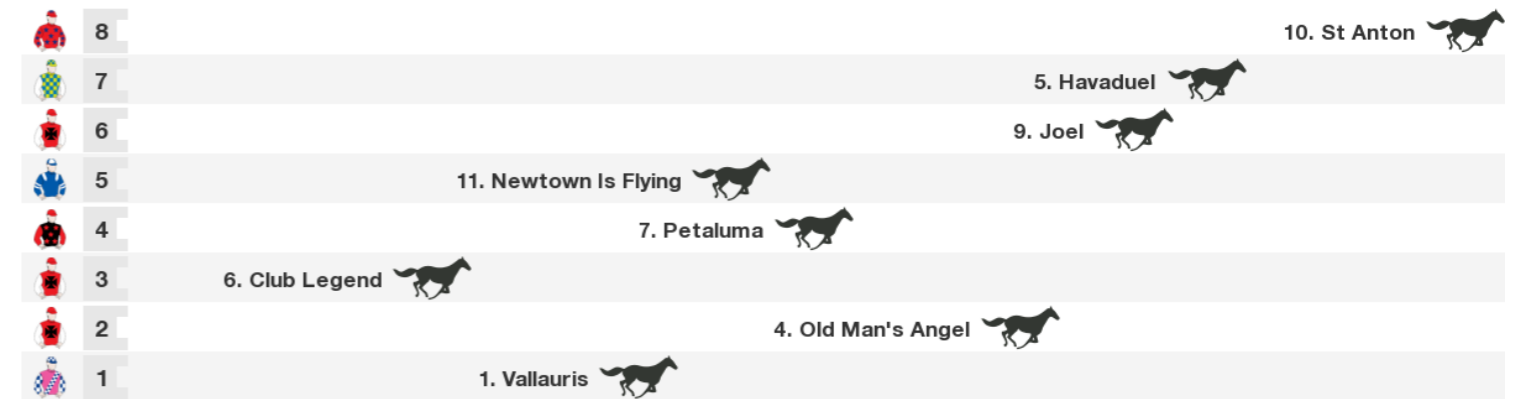 8 10. St Anton
7 5. Havaduel
6 9. Joel
5 11. Newtown Is Flying
4 7. Petaluma
3 6. Club Legend
2 4. Old Man's Angel
1 1. Vallauris